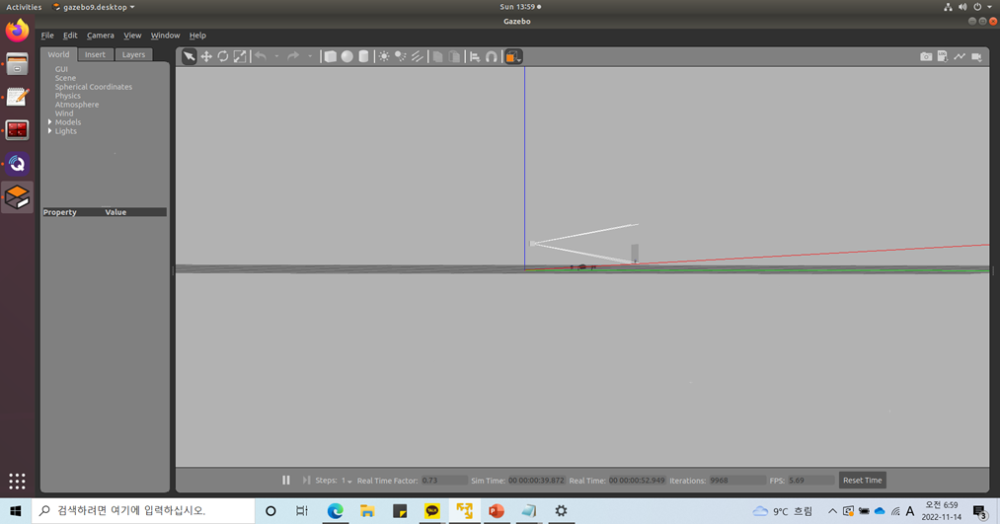 Activities gazebo9.desktop Sun 13:59
Gazebo
File Edit Camera View Window Help
World Insert Layers
GUI
Scene
Spherical Coordinates
Physics
Atmosphere
Wind
Models
Lights
Property Value
Steps: 1 Real Time Factor: 0.73 Sim Time: 00 00:00:39.872 Real Time: 00 00:00:52.949 Iterations: 9968 FPS: 5.69 Reset Time
검색하려면 여기에 입력하십시오. TALK 9°C 흐림 A 오전 6:59
2022-11-14 3